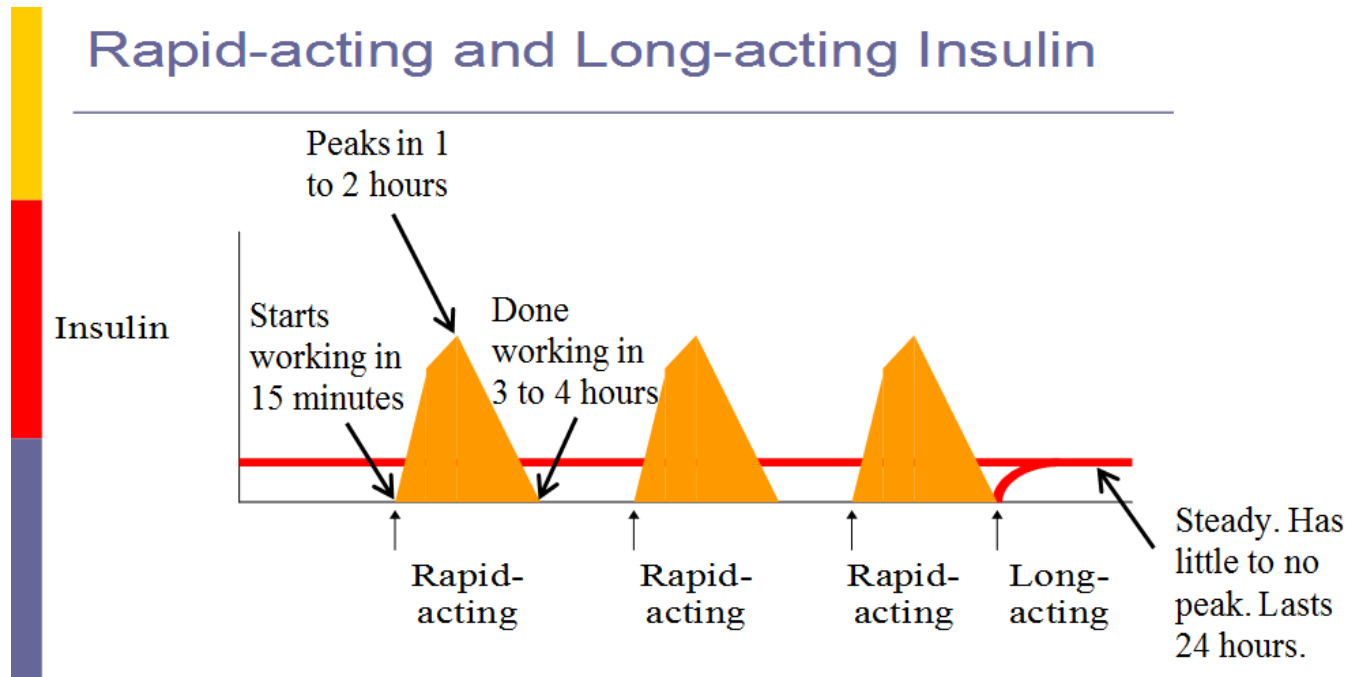 Rapid-acting and Long-acting Insulin
Peaks in 1
to 2 hours
Insulin
Starts
working in
15 minutes
Done
working in
3 to 4 hours
Rapid-
acting
Rapid-
acting
Rapid-
acting
Long-
acting
Steady. Has
little to no
peak. Lasts
24 hours.